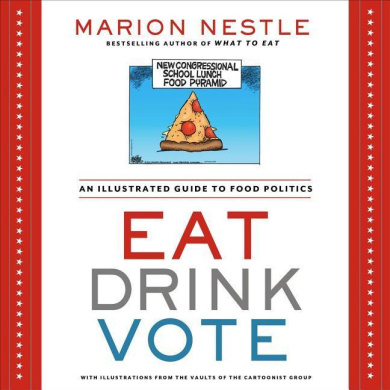 MARION NESTLE
BESTSELLING AUTHOR OF WHAT TO EAT
NEW CONGRESSIONAL
SCHOOL LUNCH
FOOD PYRAMID
AN ILLUSTRATED GUIDE TO FOOD POLITICS
EAT
DRINK
VOTE
WITH ILLUSTRATIONS FROM THE VAULTS OF THE CARTOONIST GROUP